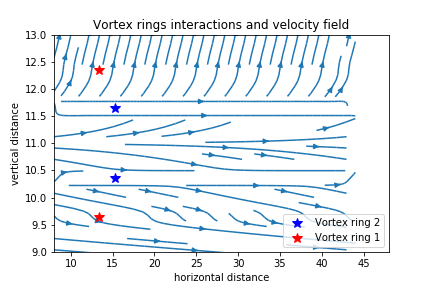 Vortex rings interactions and velocity field
13.0
12.5
12.0
11.5
11.0
10.5
10.0
9.5
9.0
vertical distance
10 15 20 25 30 35 40 45
horizontal distance
Vortex ring 2
Vortex ring 1